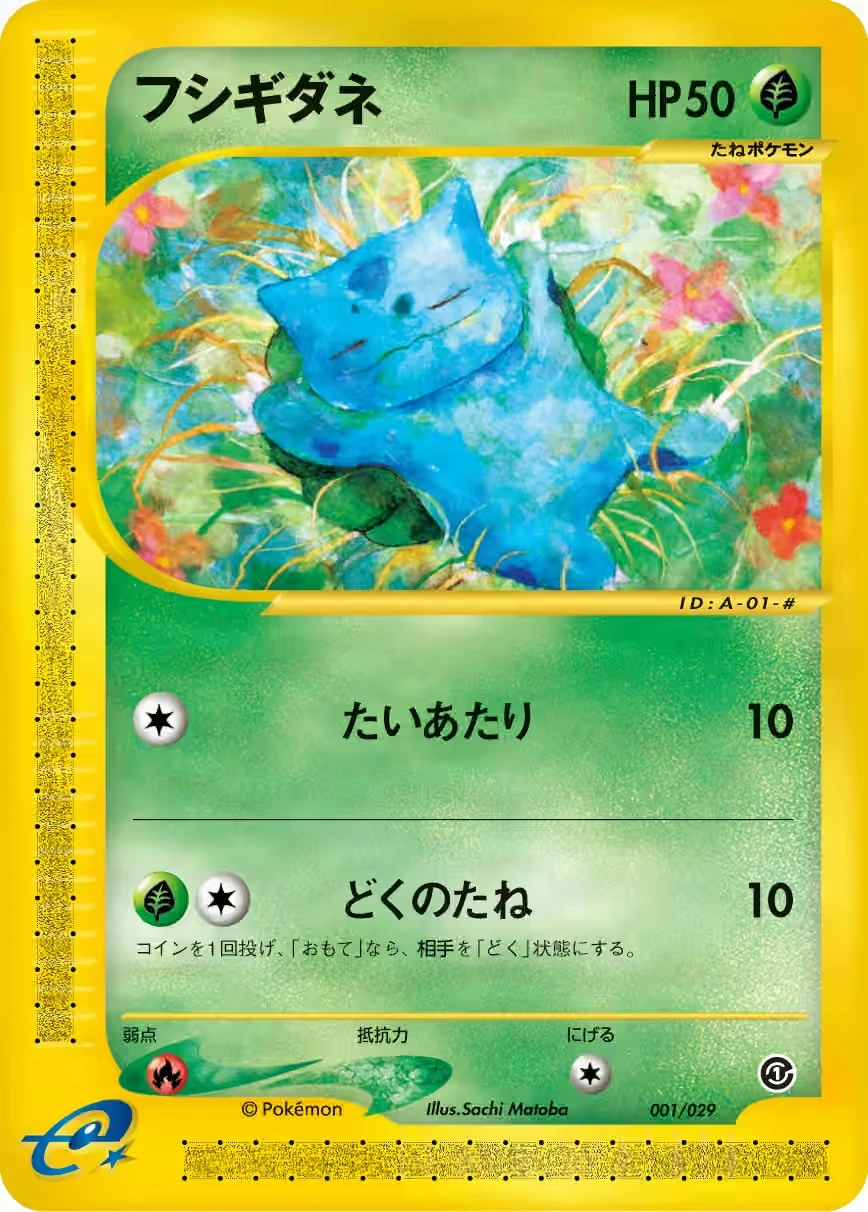 フシギダネ HP50
たねポケモン
ID:A-01-#
たいあたり 10
どくのたね 10
コインを1回投げ、「おもて」なら、相手を「どく」状態にする。
弱点 抵抗力 にげる
1
© Pokémon Illus.Sachi Matoba 001/029
e